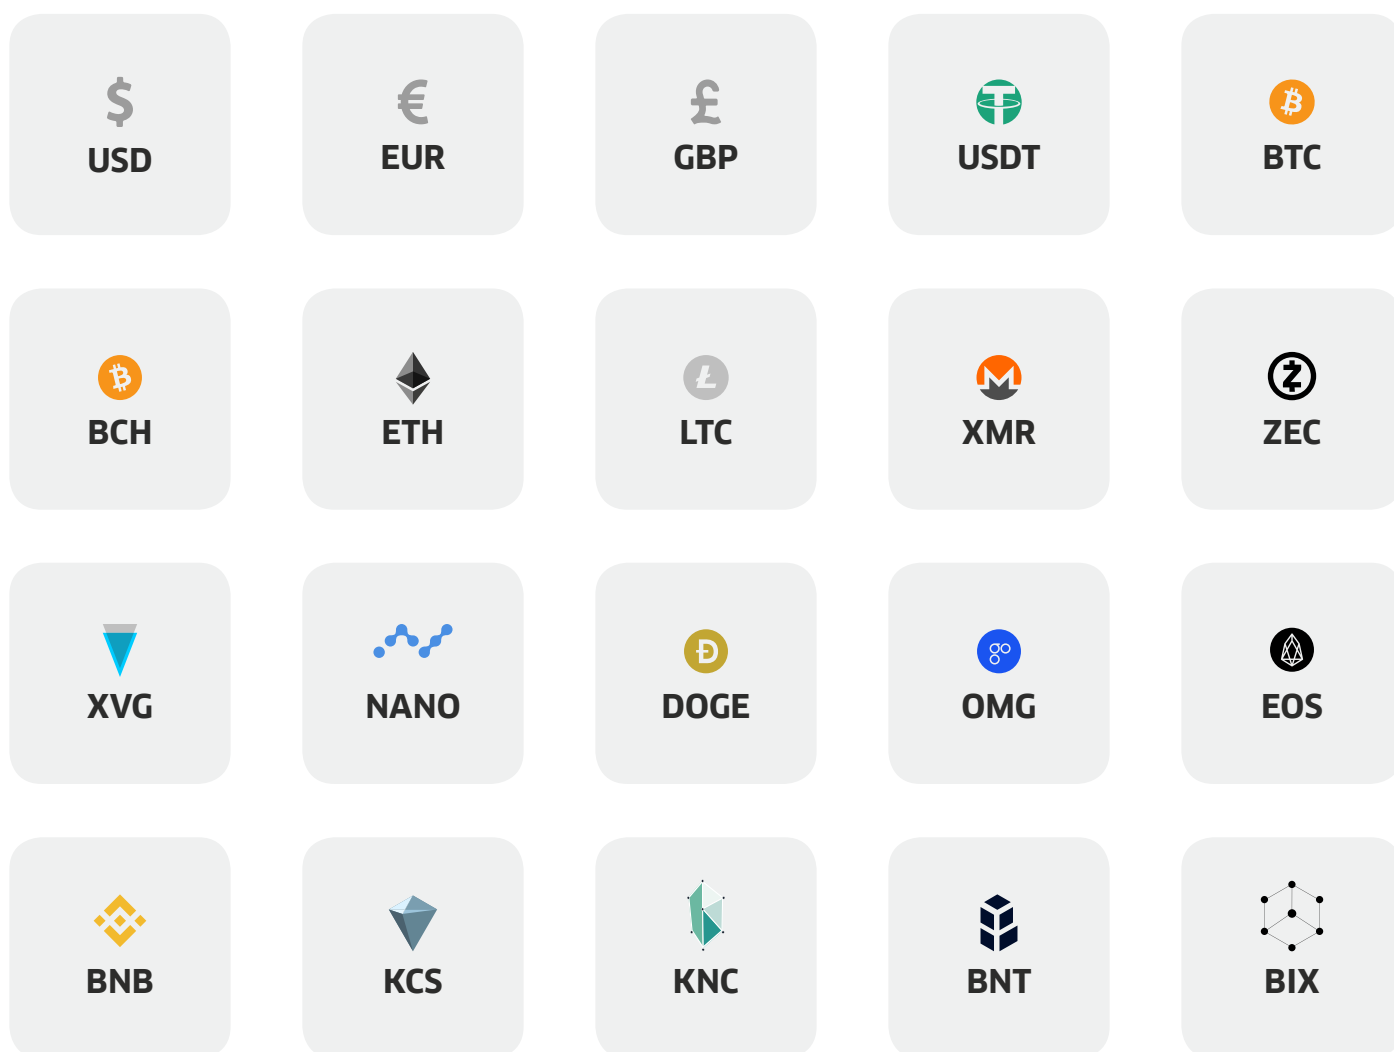 USD
EUR
GBP
USDT
BTC
BCH
ETH
LTC
XMR
ZEC
XVG
NANO
DOGE
OMG
EOS
BNB
KCS
KNC
BNT
BIX